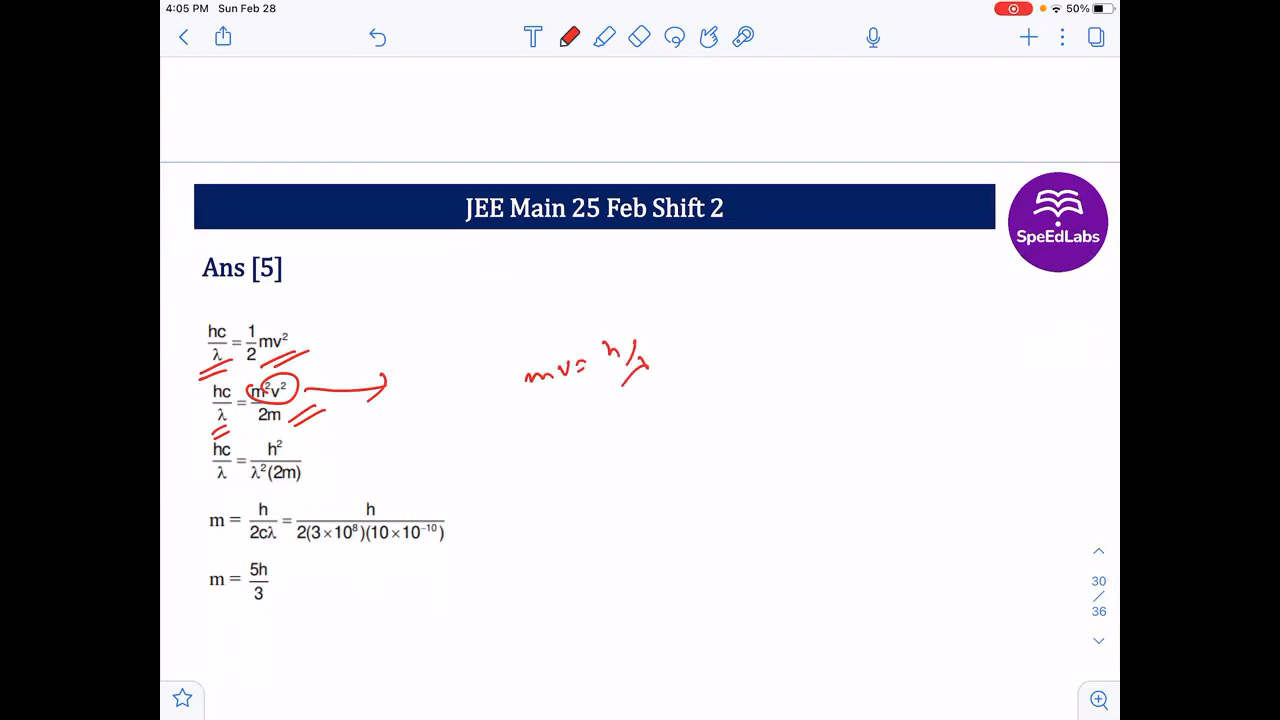 4:05 PM Sun Feb 28 50%
T
JEE Main 25 Feb Shift 2
SpeEdLabs
Ans [5]
hc/λ = 1/2 mv²
hc/λ = m²v²/2m
mv = h/λ
hc/λ = h²/λ²(2m)
m = h/2cλ = h/2(3×10⁸)(10×10⁻¹⁰)
m = 5h/3
30
/
36